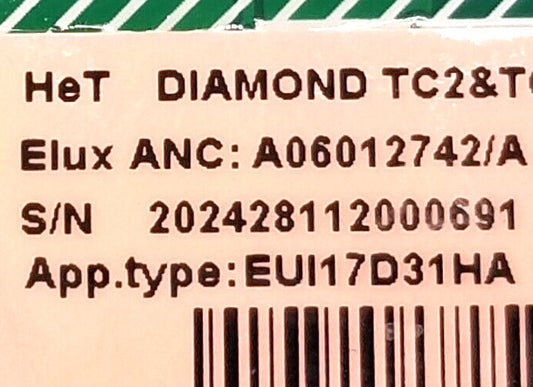 HeT DIAMOND TC2&T
Elux ANC: A06012742/A
S/N 202428112000691
App.type:EUI17D31HA